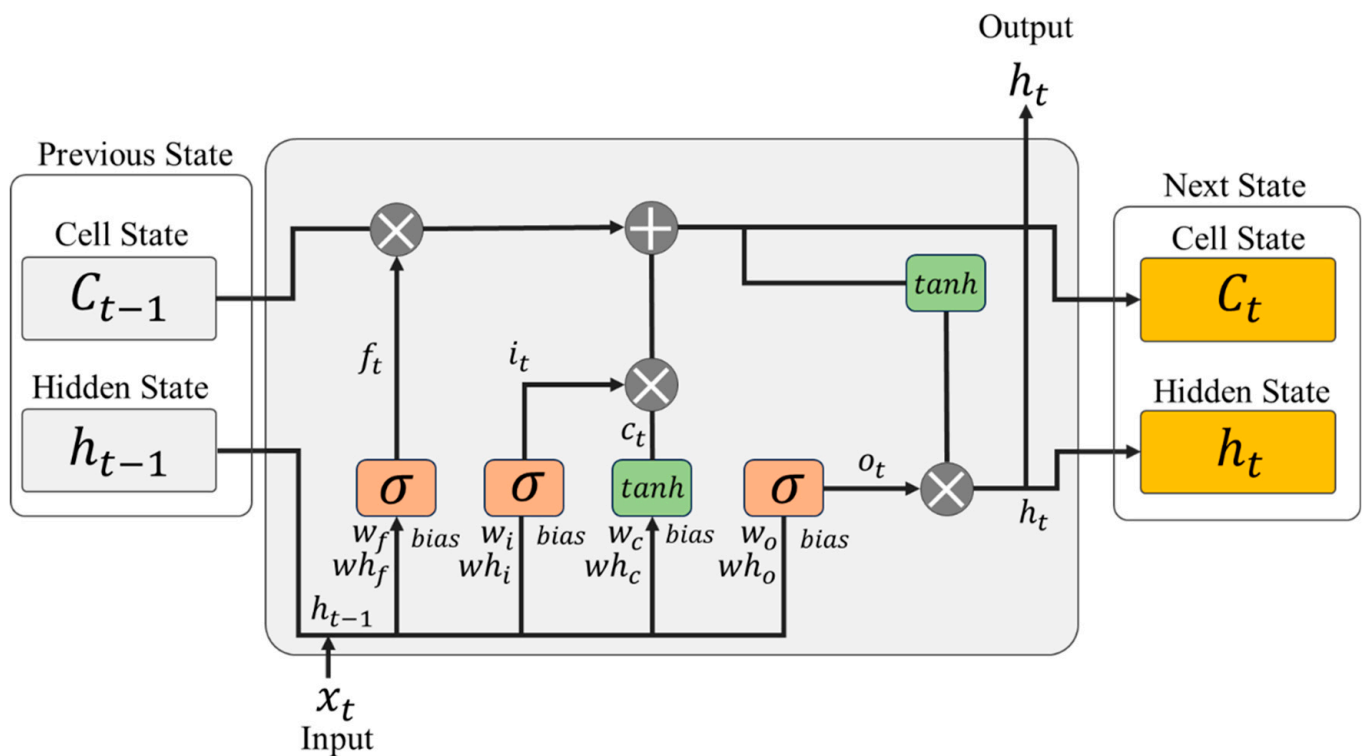 Output
h_t
Previous State
Cell State
C_{t-1}
Hidden State
h_{t-1}
Next State
Cell State
C_t
Hidden State
h_t
tanh
f_t
i_t
c_t
o_t
h_t
σ
σ
tanh
σ
w_f bias
wh_f
w_i bias
wh_i
w_c bias
wh_c
w_o bias
wh_o
h_{t-1}
x_t
Input